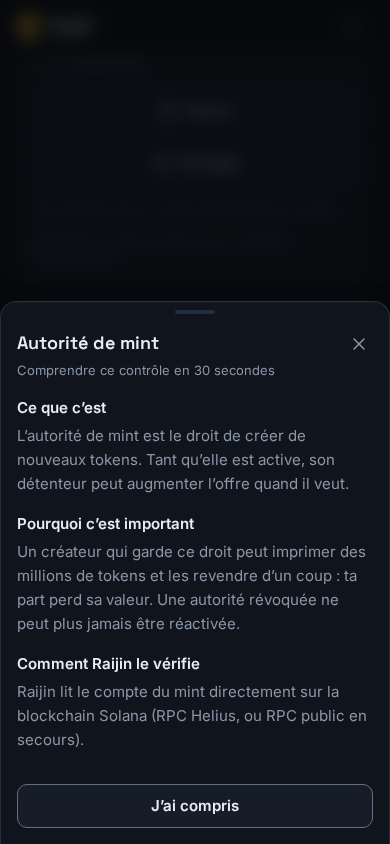 Autorité de mint
Comprendre ce contrôle en 30 secondes
Ce que c’est
L’autorité de mint est le droit de créer de
nouveaux tokens. Tant qu’elle est active, son
détenteur peut augmenter l’offre quand il veut.
Pourquoi c’est important
Un créateur qui garde ce droit peut imprimer des
millions de tokens et les revendre d’un coup : ta
part perd sa valeur. Une autorité révoquée ne
peut plus jamais être réactivée.
Comment Raijin le vérifie
Raijin lit le compte du mint directement sur la
blockchain Solana (RPC Helius, ou RPC public en
secours).
J’ai compris